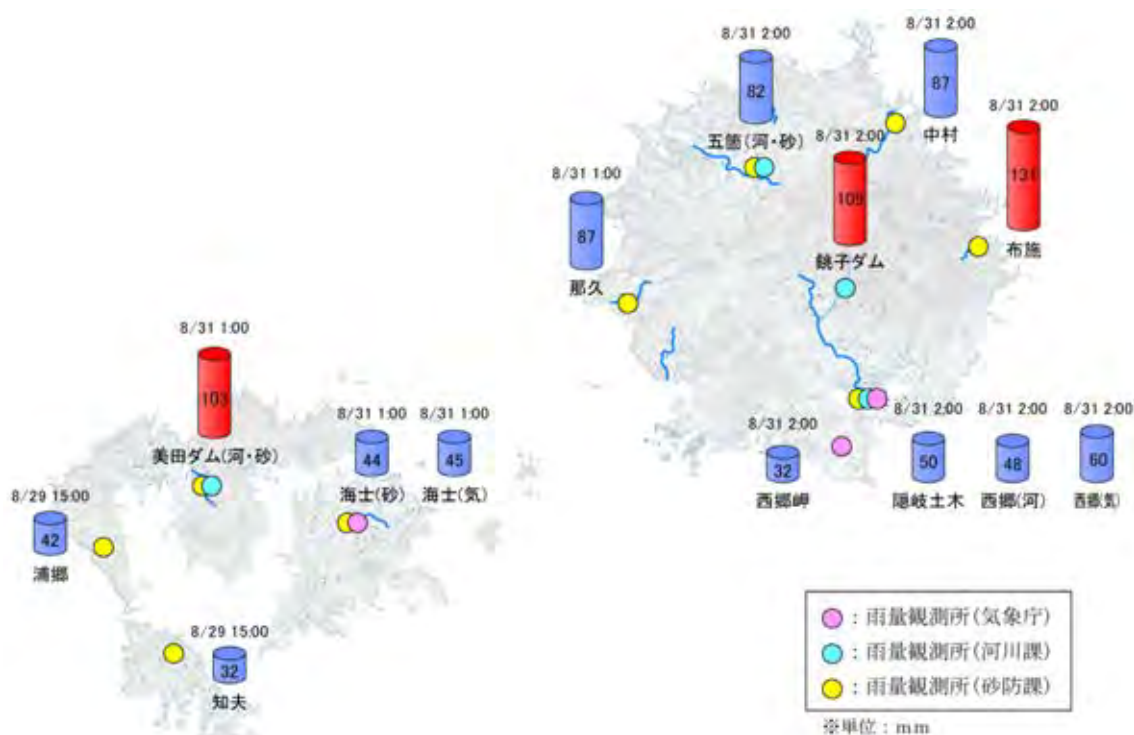 8/31 2:00
82
五箇(河・砂)
8/31 2:00
87
中村
8/31 2:00
131
布施
8/31 2:00
109
銚子ダム
8/31 1:00
87
那久
8/31 1:00
103
美田ダム(河・砂)
8/31 1:00
44
海士(砂)
8/31 1:00
45
海士(気)
8/31 2:00
32
西郷岬
8/31 2:00
50
隠岐土木
8/31 2:00
48
西郷(河)
8/31 2:00
60
西郷(気)
8/29 15:00
42
浦郷
8/29 15:00
32
知夫
:雨量観測所(気象庁)
:雨量観測所(河川課)
:雨量観測所(砂防課)
※単位:mm